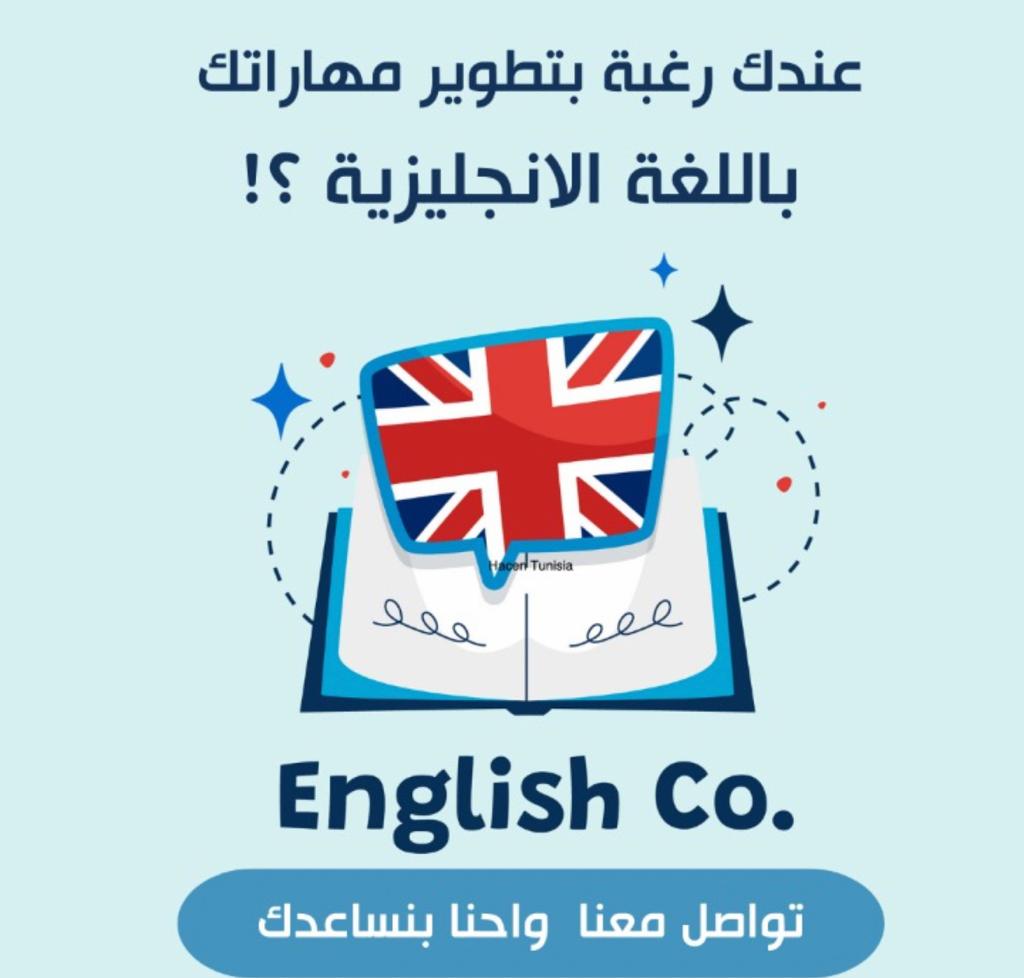 عندك رغبة بتطوير مهاراتك
باللغة الانجليزية ؟!
Hacen Tunisia
English Co.
تواصل معنا واحنا بنساعدك